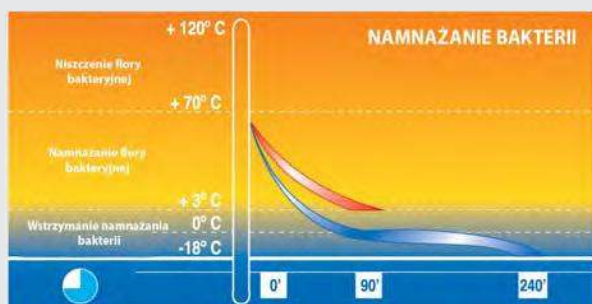 + 120° C
NAMNAŻANIE BAKTERII
Niszczenie flory
bakteryjnej
+ 70° C
Namnażanie flory
bakteryjnej
+ 3° C
Wstrzymanie namnażania
bakterii
0° C
-18° C
0'
90'
240'